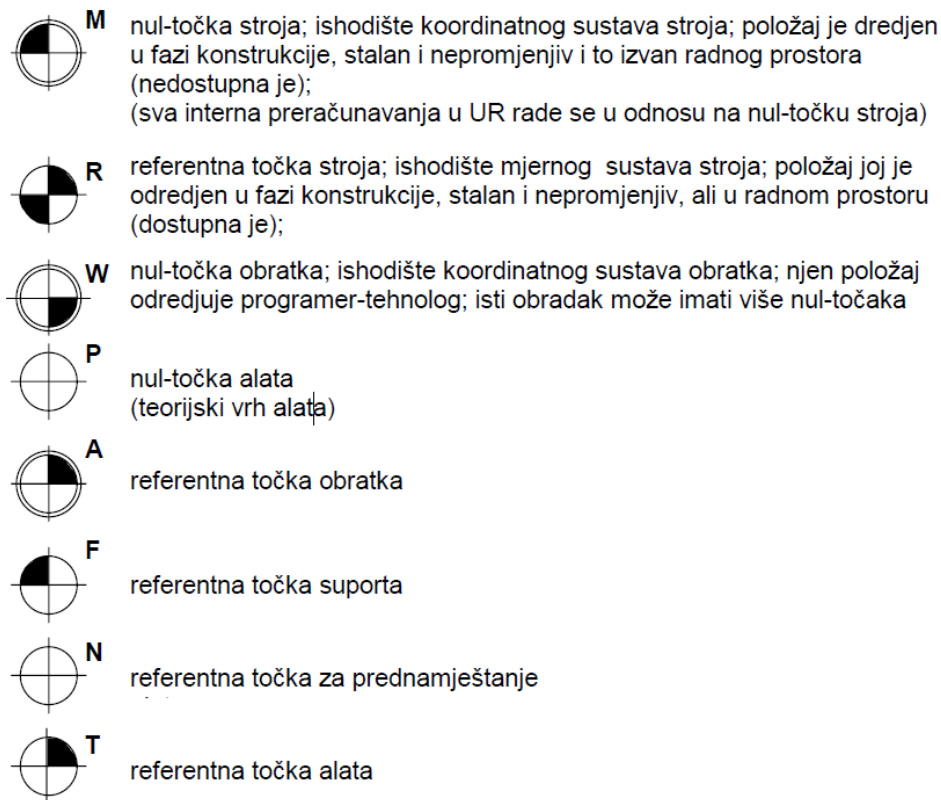 M nul-točka stroja; ishodište koordinatnog sustava stroja; položaj je dredjen
u fazi konstrukcije, stalan i nepromjenjiv i to izvan radnog prostora
(nedostupna je);
(sva interna preračunavanja u UR rade se u odnosu na nul-točku stroja)
R referentna točka stroja; ishodište mjernog sustava stroja; položaj joj je
odredjen u fazi konstrukcije, stalan i nepromjenjiv, ali u radnom prostoru
(dostupna je);
W nul-točka obratka; ishodište koordinatnog sustava obratka; njen položaj
odredjuje programer-tehnolog; isti obradak može imati više nul-točaka
P
nul-točka alata
(teorijski vrh alata)
A
referentna točka obratka
F
referentna točka suporta
N
referentna točka za prednamještanje
T
referentna točka alata